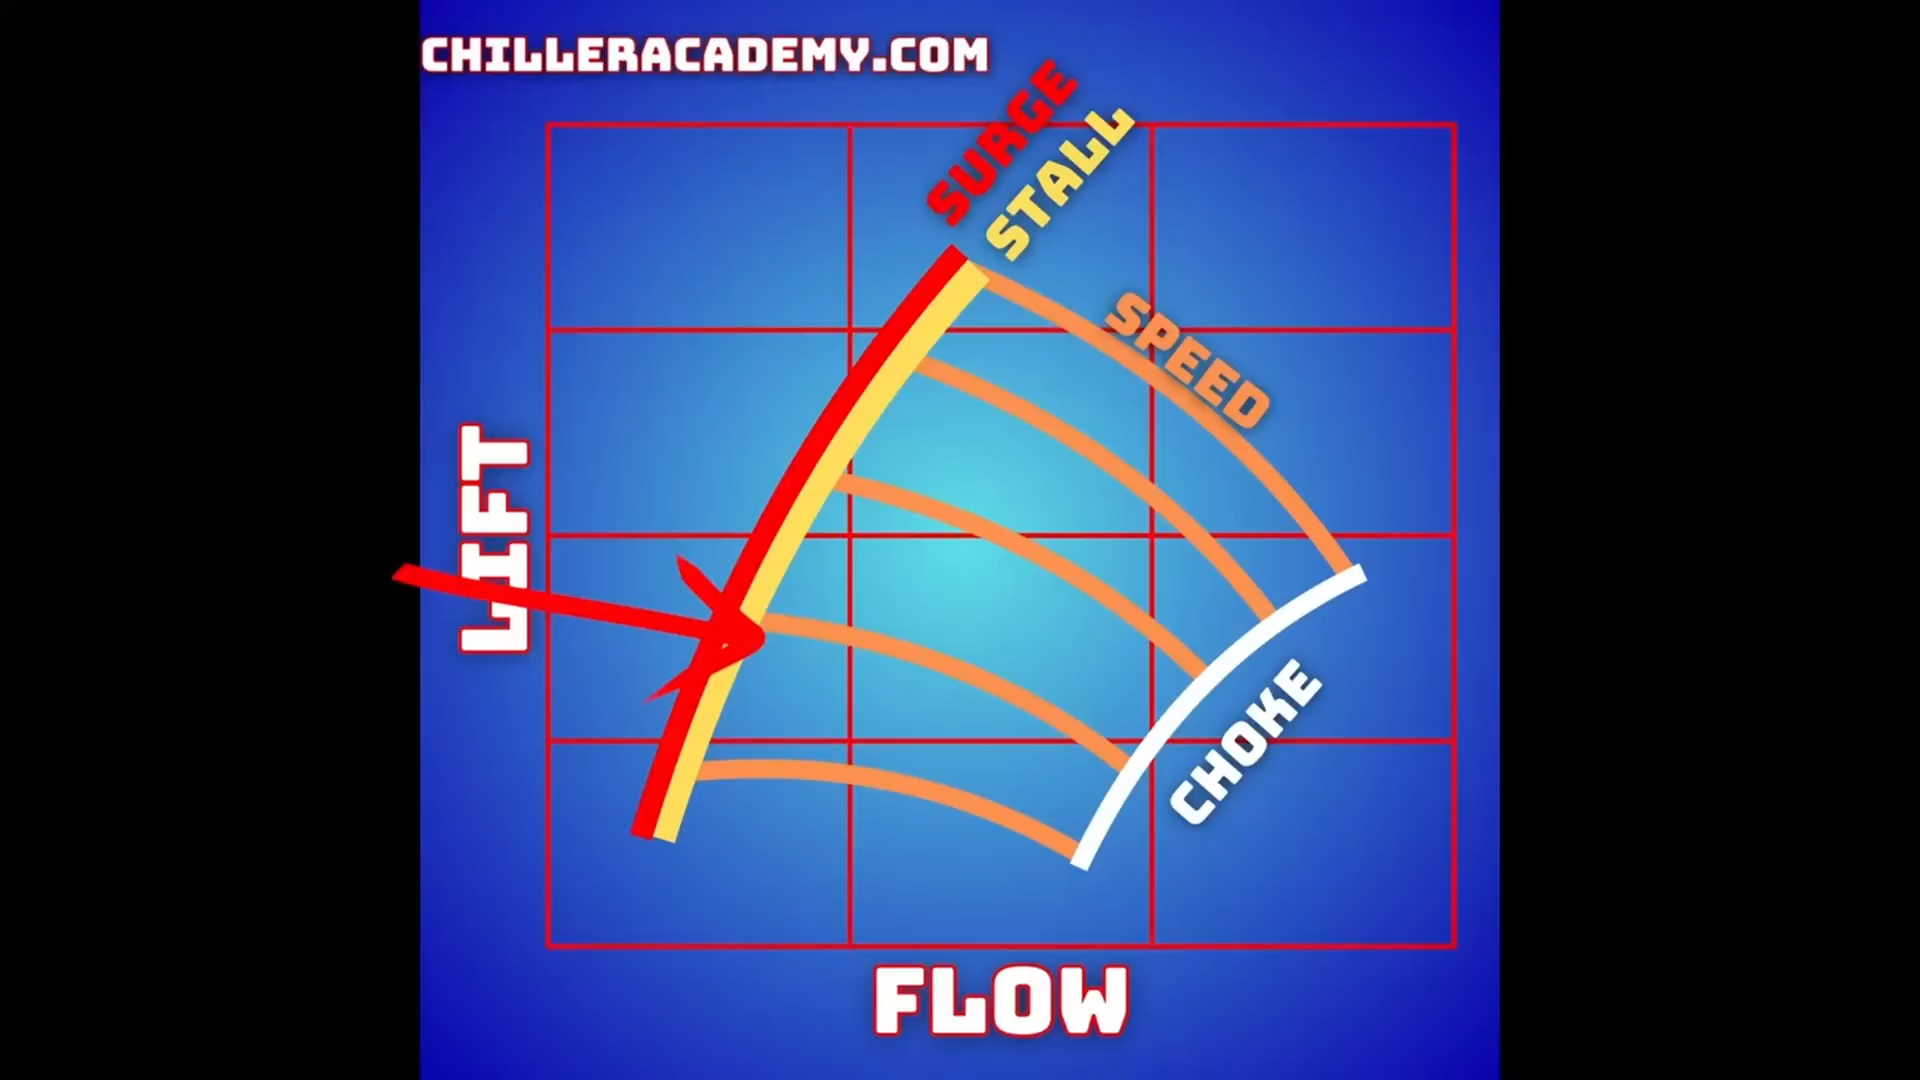 CHILLERACADEMY.COM
SURGE
STALL
SPEED
LIFT
CHOKE
FLOW